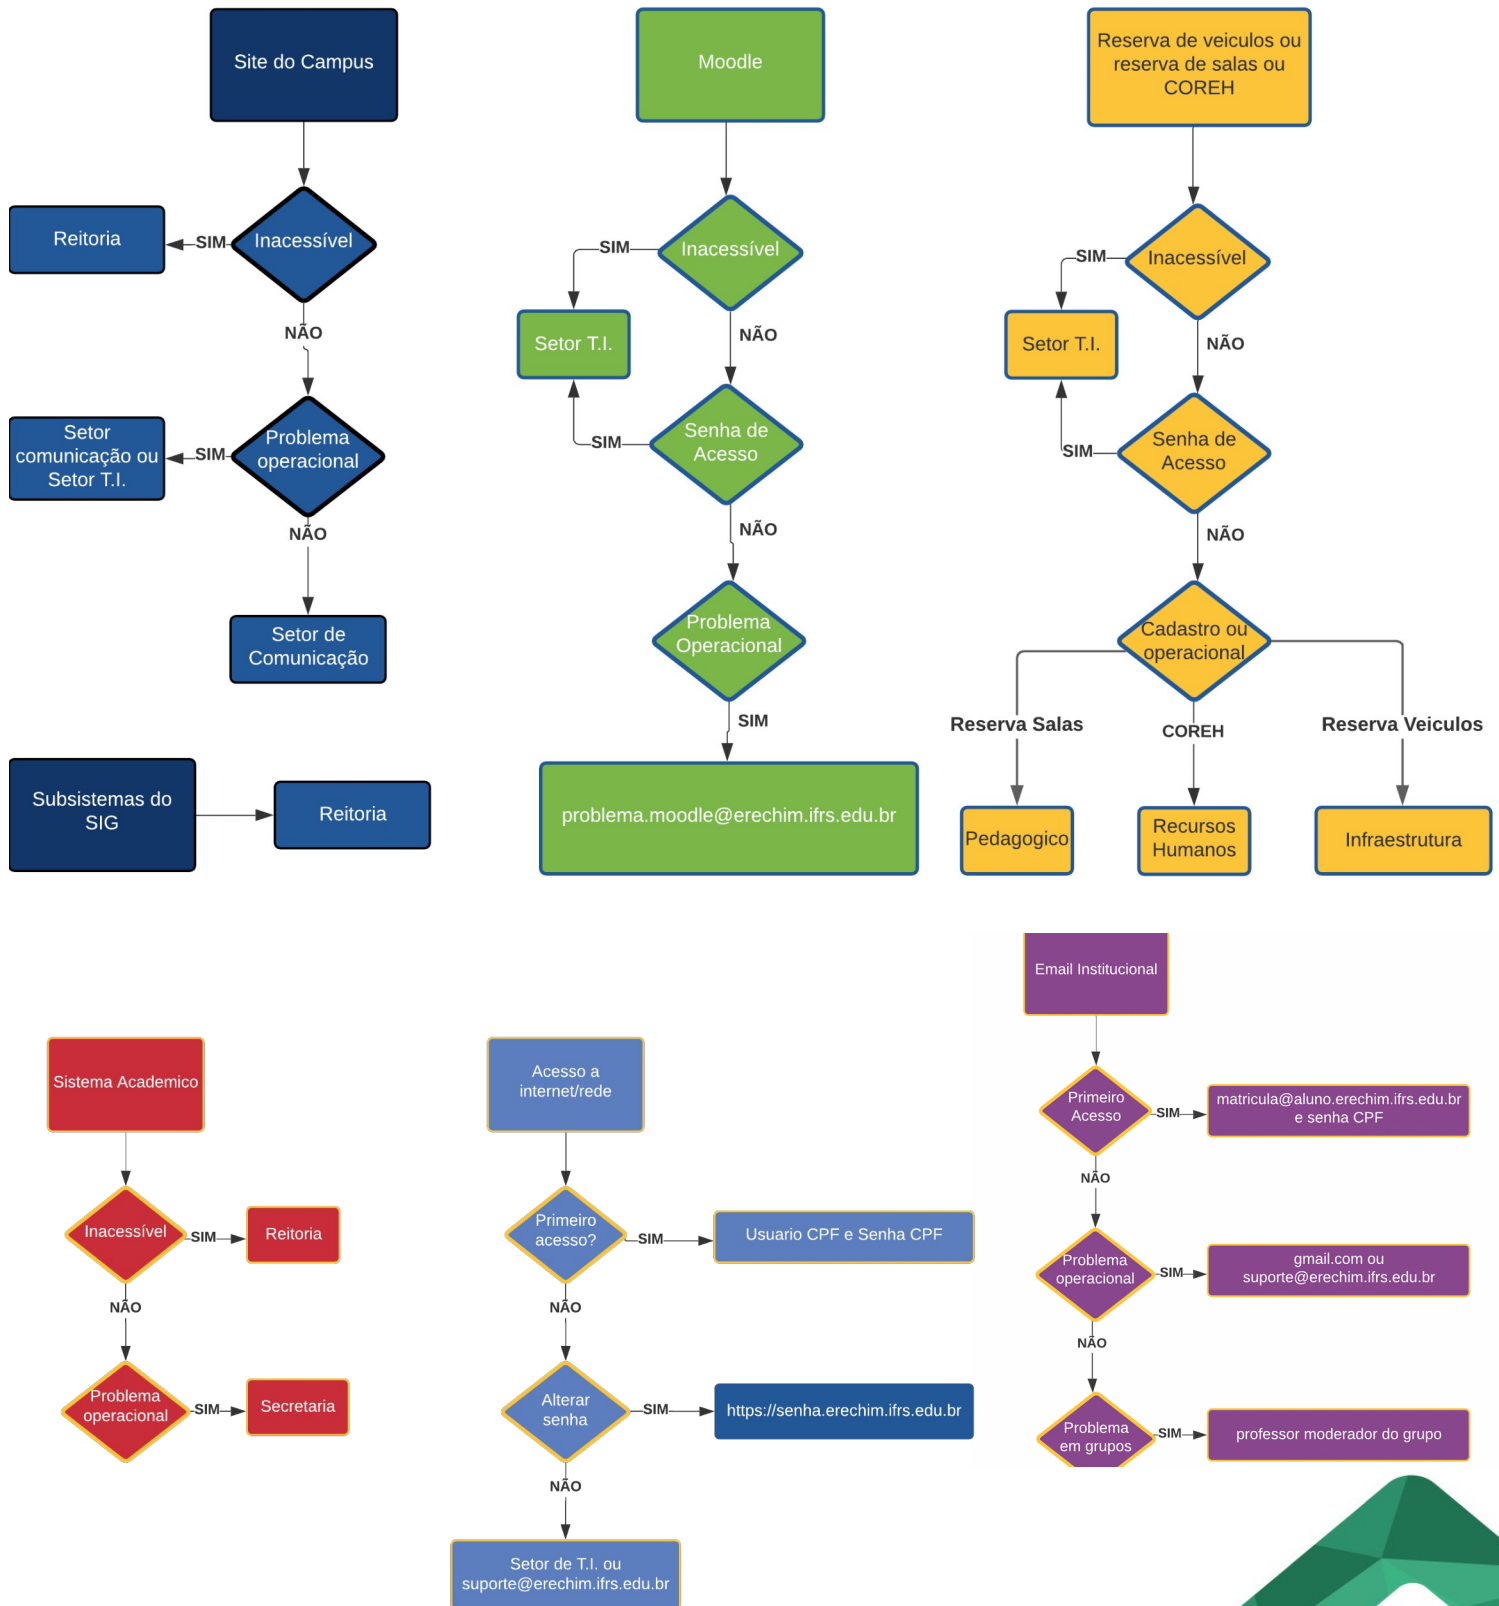 Site do Campus
Inacessível
SIM
Reitoria
NÃO
Problema
operacional
SIM
Setor
comunicação ou
Setor T.I.
NÃO
Setor de
Comunicação
Subsistemas do
SIG
Reitoria
Moodle
Inacessível
SIM
Setor T.I.
NÃO
Senha de
Acesso
SIM
NÃO
Problema
Operacional
SIM
problema.moodle@erechim.ifrs.edu.br
Reserva de veiculos ou
reserva de salas ou
COREH
Inacessível
SIM
Setor T.I.
NÃO
Senha de
Acesso
SIM
NÃO
Cadastro ou
operacional
Reserva Salas
COREH
Reserva Veiculos
Pedagogico
Recursos
Humanos
Infraestrutura
Sistema Academico
Inacessível
SIM
Reitoria
NÃO
Problema
operacional
SIM
Secretaria
Acesso a
internet/rede
Primeiro
acesso?
SIM
Usuario CPF e Senha CPF
NÃO
Alterar
senha
SIM
https://senha.erechim.ifrs.edu.br
NÃO
Setor de T.I. ou
suporte@erechim.ifrs.edu.br
Email Institucional
Primeiro
Acesso
SIM
matricula@aluno.erechim.ifrs.edu.br
e senha CPF
NÃO
Problema
operacional
SIM
gmail.com ou
suporte@erechim.ifrs.edu.br
NÃO
Problema
em grupos
SIM
professor moderador do grupo